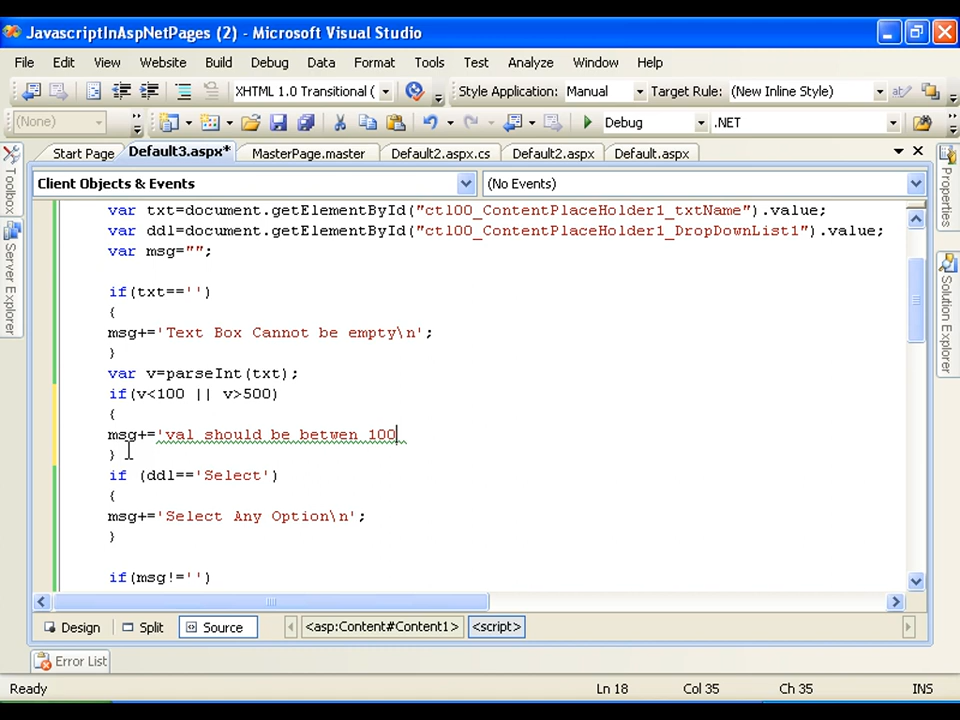 JavascriptInAspNetPages (2) - Microsoft Visual Studio
File Edit View Website Build Debug Data Format Tools Test Analyze Window Help
XHTML 1.0 Transitional ( Style Application: Manual Target Rule: (New Inline Style)
(None) Debug .NET
Start Page Default3.aspx* MasterPage.master Default2.aspx.cs Default2.aspx Default.aspx
Client Objects & Events (No Events)
Toolbox
Server Explorer
var txt=document.getElementById("ctl00_ContentPlaceHolder1_txtName").value;
var ddl=document.getElementById("ctl00_ContentPlaceHolder1_DropDownList1").value;
var msg="";
if(txt=='')
{
msg+='Text Box Cannot be empty\n';
}
var v=parseInt(txt);
if(v<100 || v>500)
{
msg+='val should be betwen 100
}
if (ddl=='Select')
{
msg+='Select Any Option\n';
}
if(msg!='')
Properties
Solution Explorer
Design Split Source <asp:Content#Content1> <script>
Error List
Ready Ln 18 Col 35 Ch 35 INS